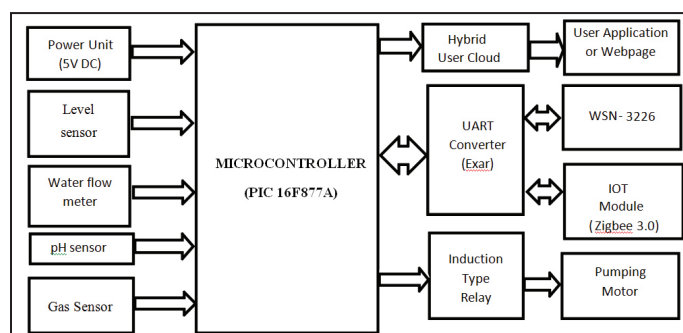 Power Unit
(5V DC)
Level
sensor
Water flow
meter
pH sensor
Gas Sensor
MICROCONTROLLER
(PIC 16F877A)
Hybrid
User Cloud
User Application
or Webpage
UART
Converter
(Exar)
WSN - 3226
IOT
Module
(Zigbee 3.0)
Induction
Type
Relay
Pumping
Motor